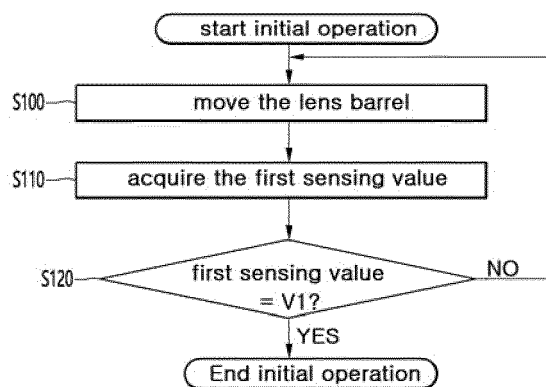 start initial operation
S100
move the lens barrel
S110
acquire the first sensing value
S120
first sensing value
= V1?
NO
YES
End initial operation